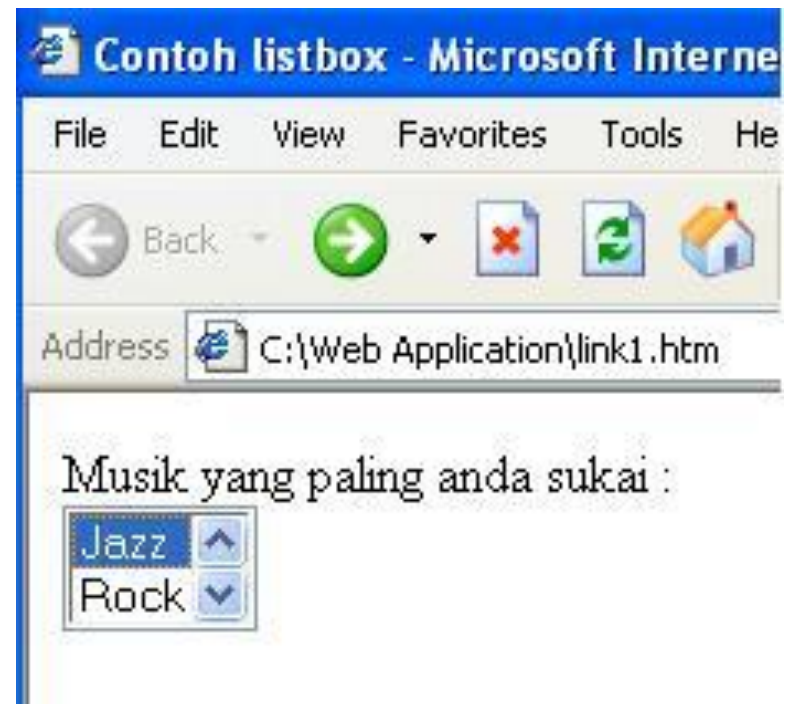 Contoh listbox - Microsoft Interne
File Edit View Favorites Tools He
Back
Address C:\Web Application\link1.htm
Musik yang paling anda sukai :
Jazz
Rock